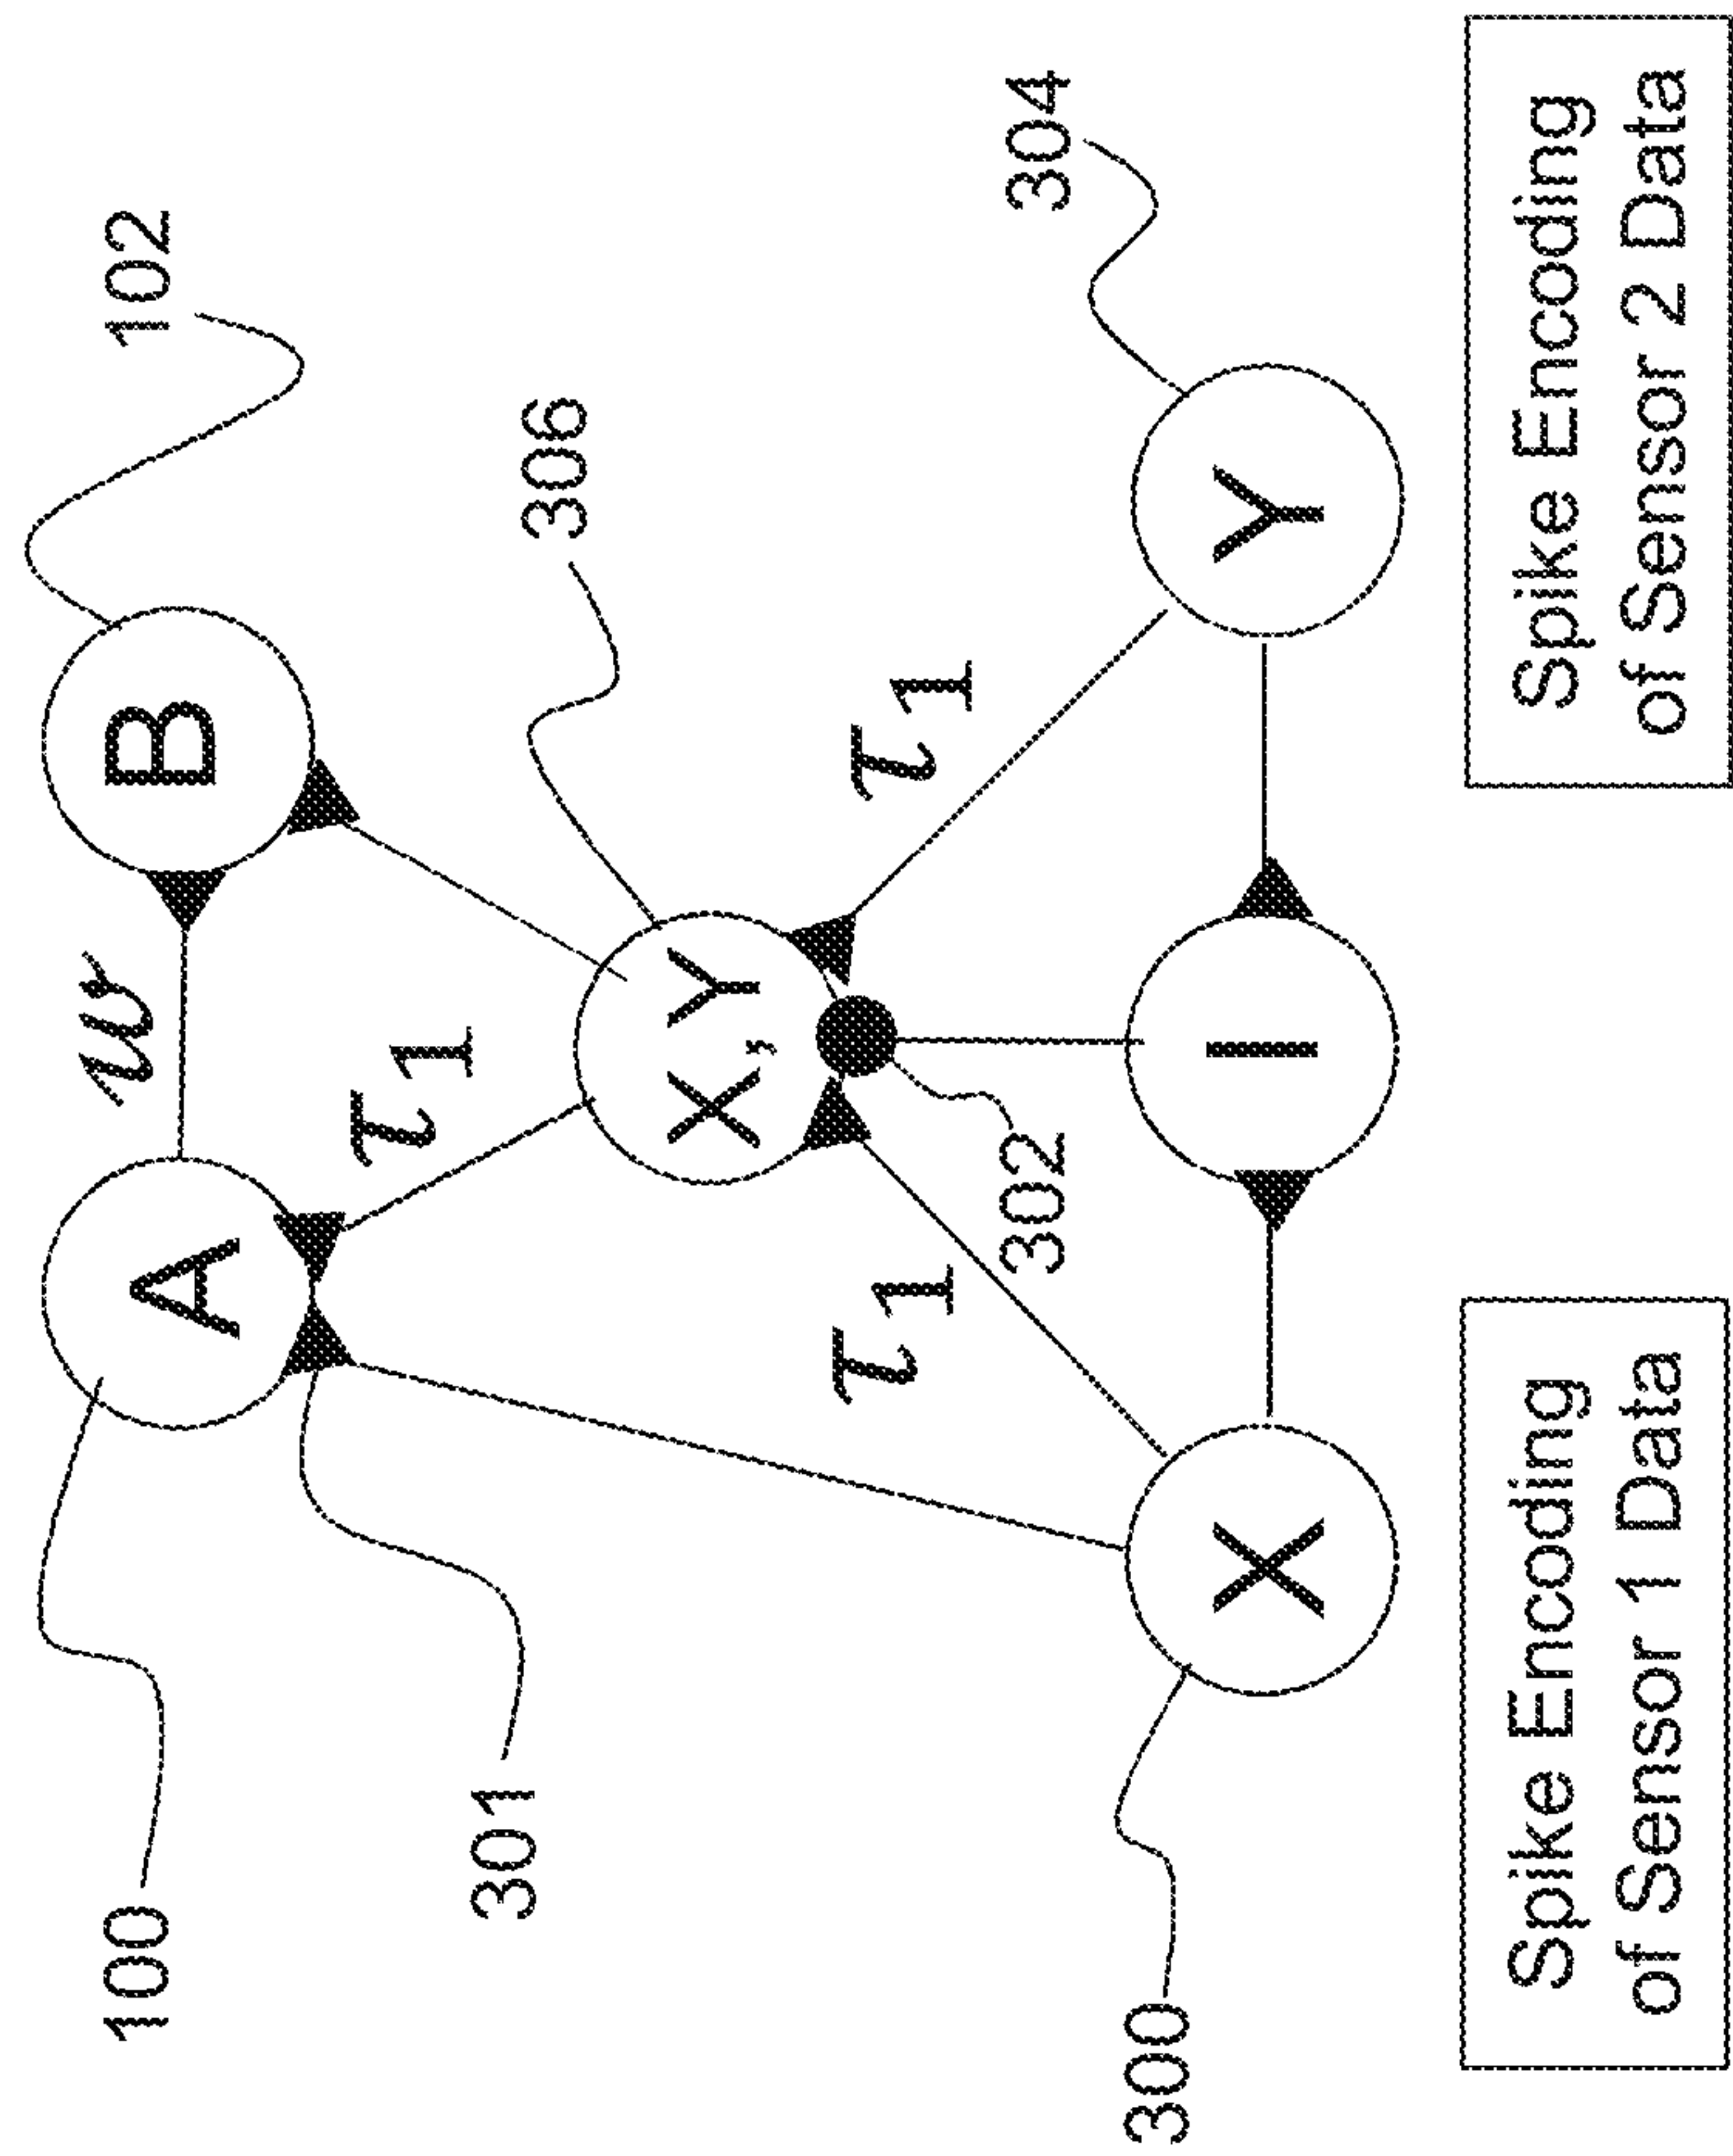 100
A
w
B
102
τ1
301
306
X,Y
τ1
τ1
302
304
300
X
I
Y
Spike Encoding
of Sensor 1 Data
Spike Encoding
of Sensor 2 Data